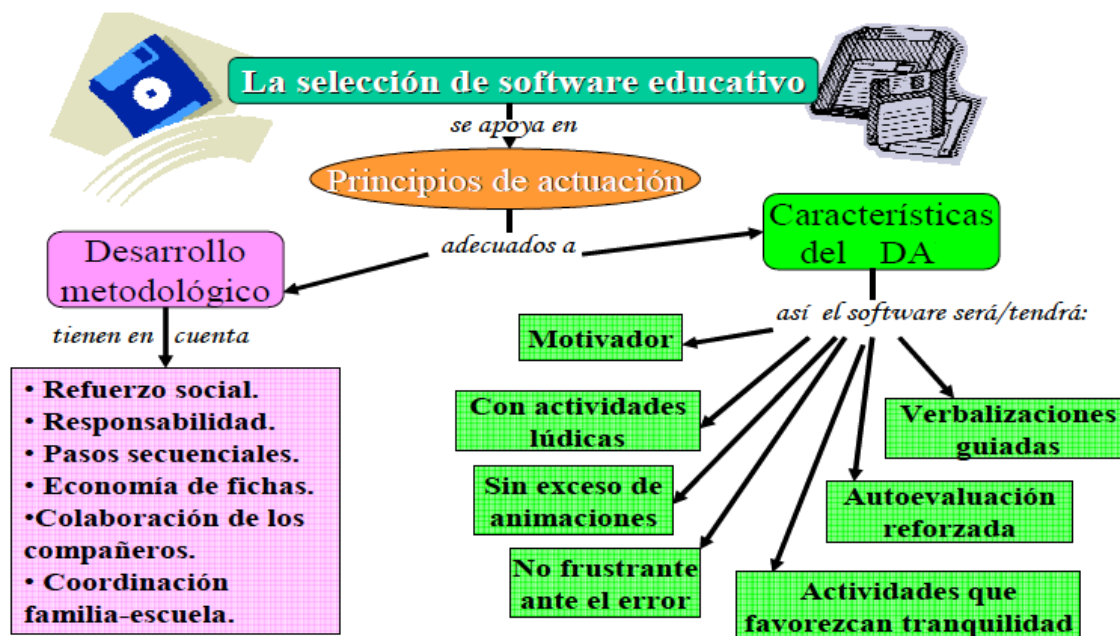 La selección de software educativo
se apoya en
Principios de actuación
adecuados a
Desarrollo
metodológico
tienen en cuenta
• Refuerzo social.
• Responsabilidad.
• Pasos secuenciales.
• Economía de fichas.
•Colaboración de los
compañeros.
• Coordinación
familia-escuela.
Características
del DA
así el software será/tendrá:
Motivador
Con actividades
lúdicas
Sin exceso de
animaciones
No frustrante
ante el error
Actividades que
favorezcan tranquilidad
Autoevaluación
reforzada
Verbalizaciones
guiadas